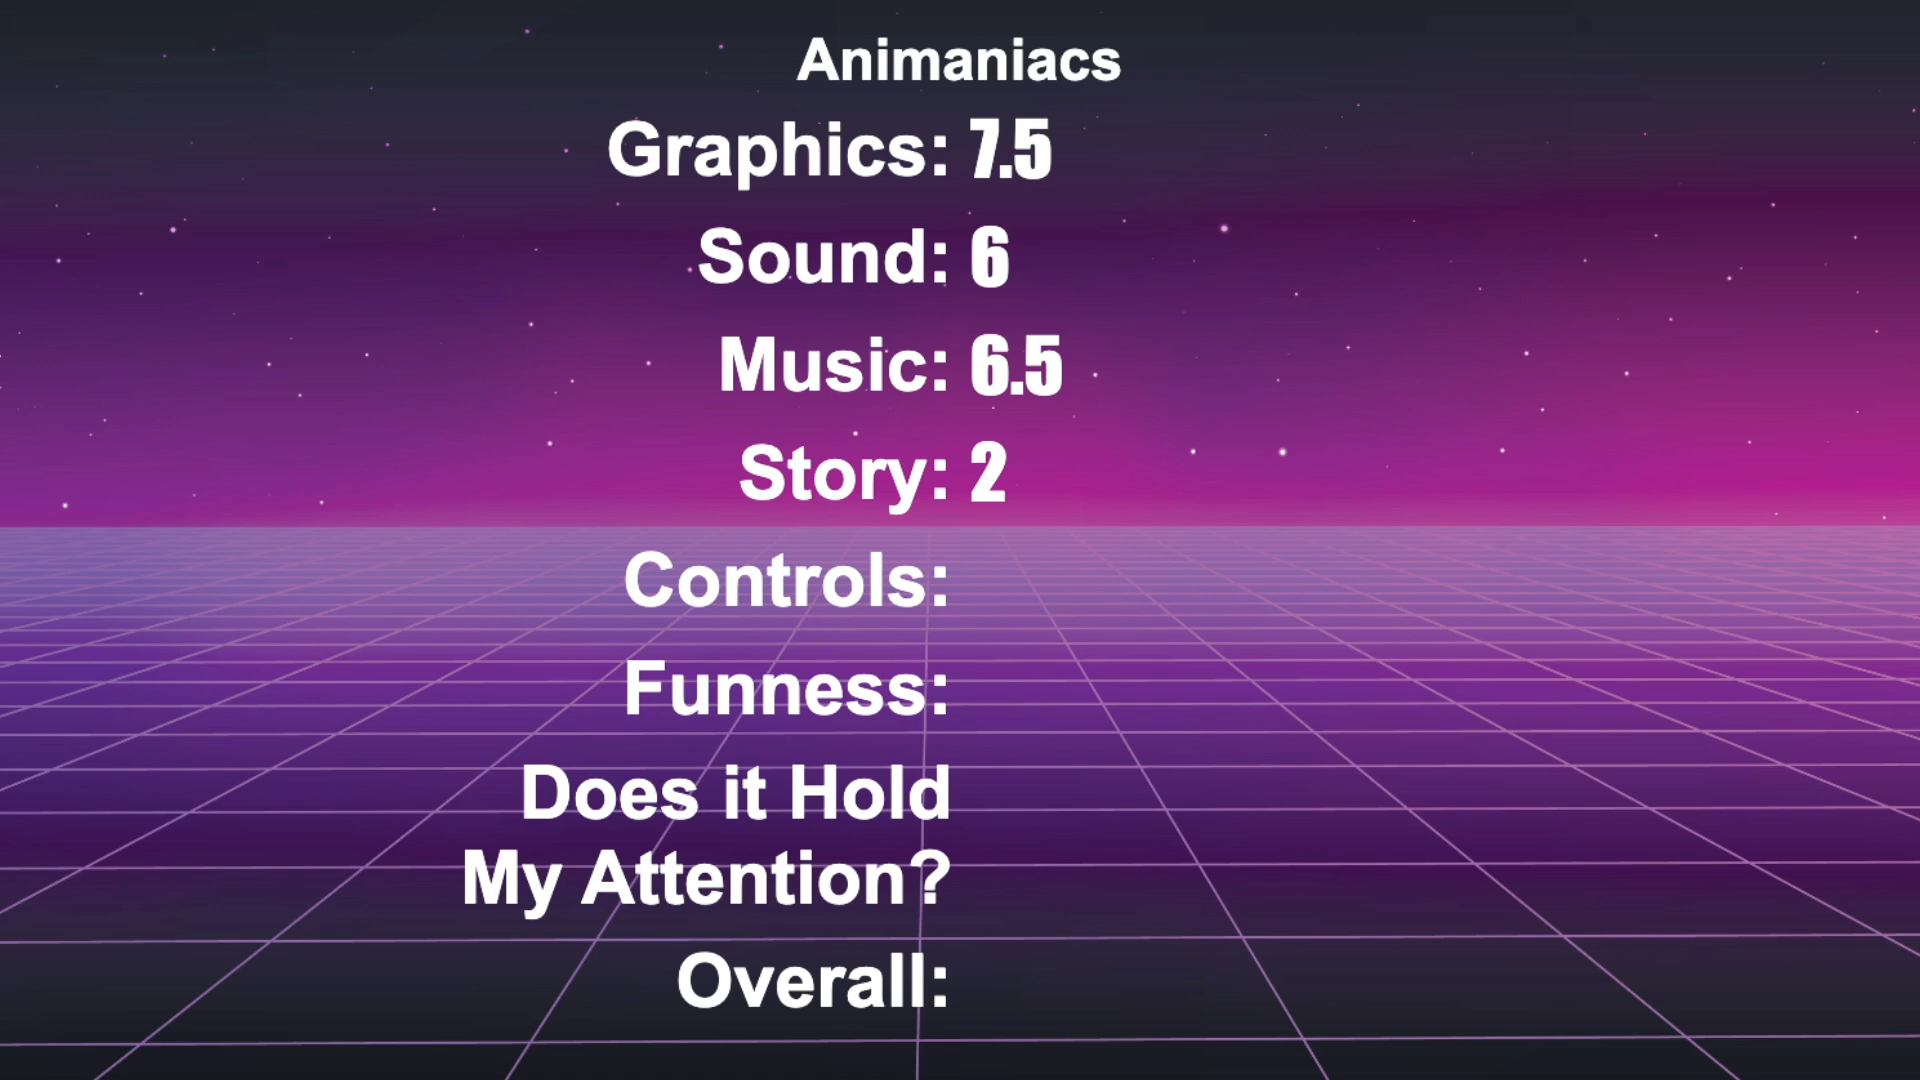 Animaniacs
Graphics: 7.5
Sound: 6
Music: 6.5
Story: 2
Controls:
Funness:
Does it Hold
My Attention?
Overall: